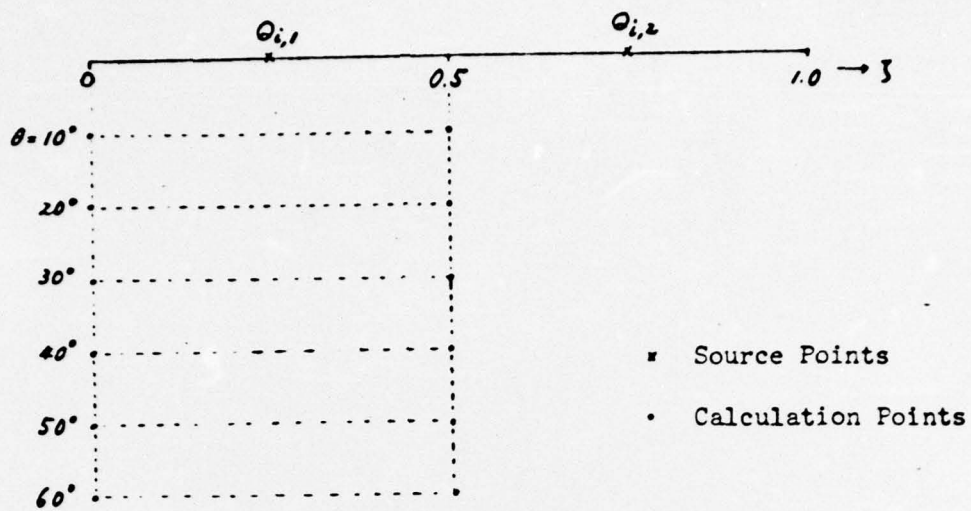 Θi,1 Θi,2
0 0.5 1.0 → ζ
θ = 10°
20°
30°
40°
50°
60°
× Source Points
• Calculation Points